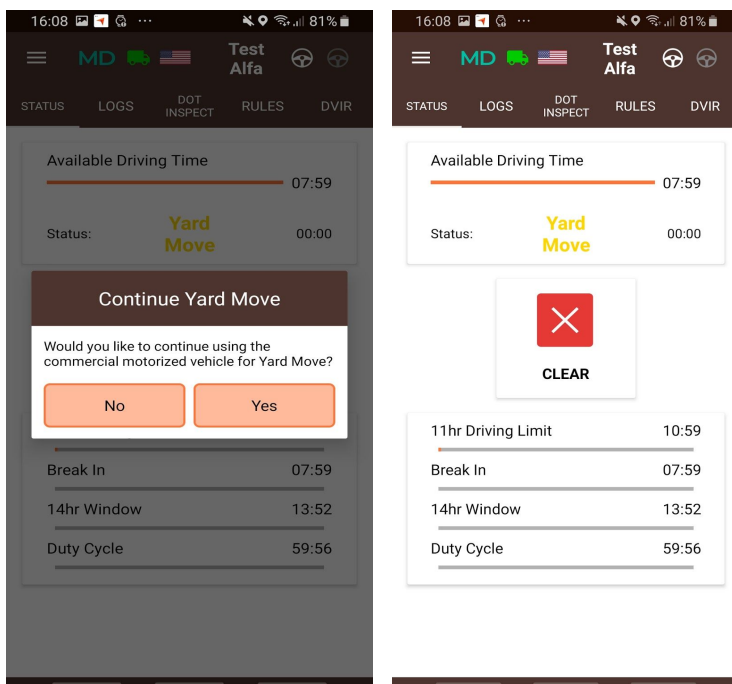 16:08 81%
MD Test Alfa
STATUS LOGS DOT INSPECT RULES DVIR
Available Driving Time
07:59
Status: Yard Move 00:00
Continue Yard Move
Would you like to continue using the
commercial motorized vehicle for Yard Move?
No Yes
Break In 07:59
14hr Window 13:52
Duty Cycle 59:56
16:08 81%
MD Test Alfa
STATUS LOGS DOT INSPECT RULES DVIR
Available Driving Time
07:59
Status: Yard Move 00:00
CLEAR
11hr Driving Limit 10:59
Break In 07:59
14hr Window 13:52
Duty Cycle 59:56